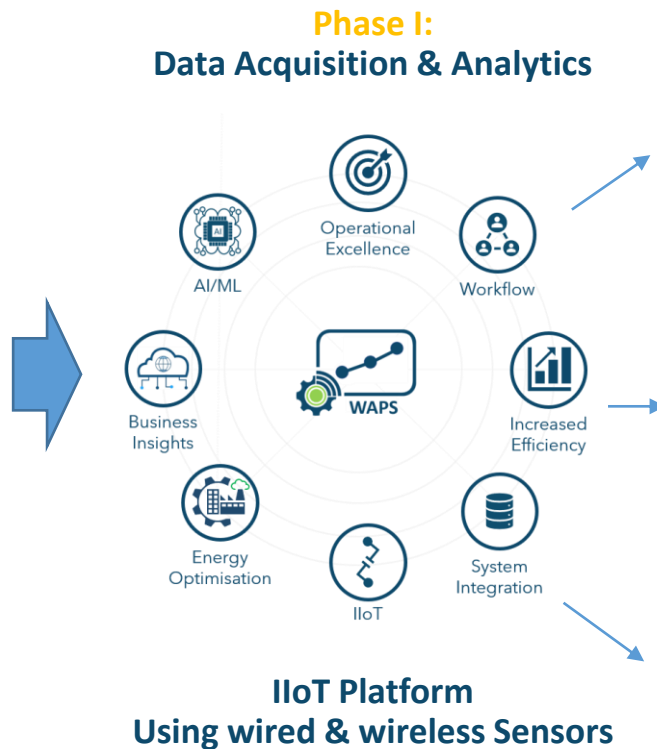 Phase I:
Data Acquisition & Analytics
Operational
Excellence
AI
AI/ML
Workflow
WAPS
Business
Insights
Increased
Efficiency
Energy
Optimisation
System
Integration
IIoT
IIoT Platform
Using wired & wireless Sensors